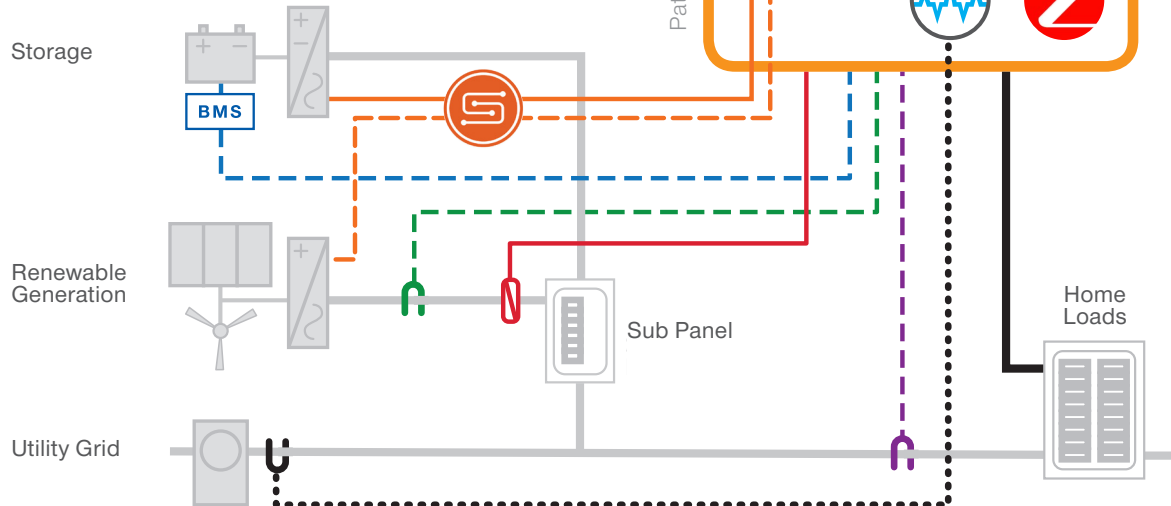 Storage
BMS
Renewable
Generation
Sub Panel
Home
Loads
Utility Grid